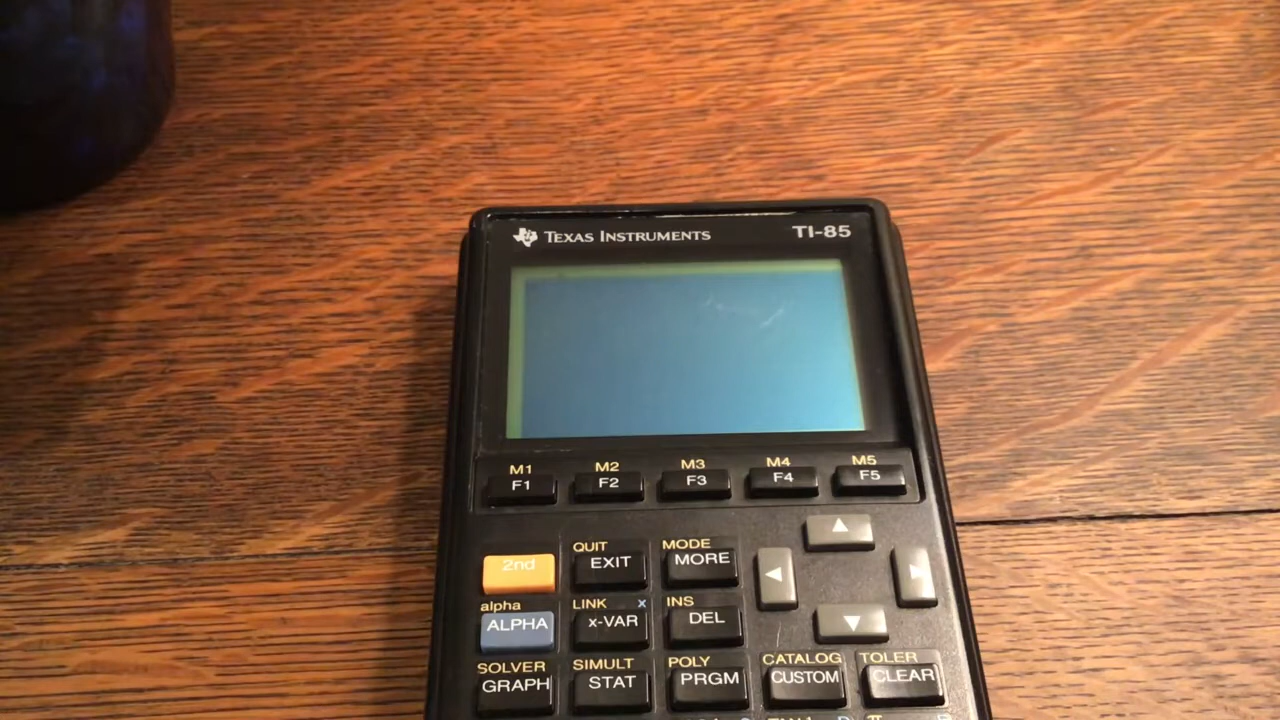 TEXAS INSTRUMENTS TI-85
M1 M2 M3 M4 M5
F1 F2 F3 F4 F5
QUIT MODE
2nd EXIT MORE
alpha LINK x INS
ALPHA x-VAR DEL
SOLVER SIMULT POLY CATALOG TOLER
GRAPH STAT PRGM CUSTOM CLEAR